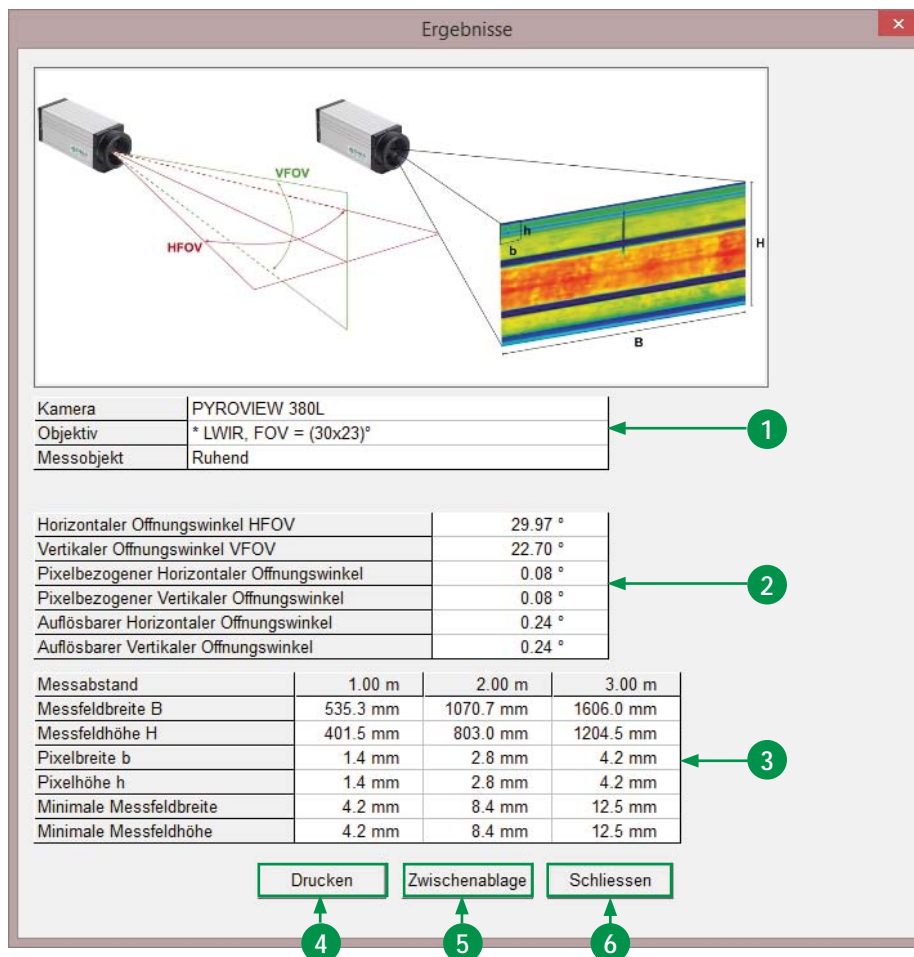 Ergebnisse
×
VFOV
HFOV
h
b
H
B
Kamera PYROVIEW 380L
Objektiv * LWIR, FOV = (30x23)°
Messobjekt Ruhend
1
Horizontaler Offnungswinkel HFOV 29.97 °
Vertikaler Offnungswinkel VFOV 22.70 °
Pixelbezogener Horizontaler Offnungswinkel 0.08 °
Pixelbezogener Vertikaler Offnungswinkel 0.08 °
Auflösbarer Horizontaler Offnungswinkel 0.24 °
Auflösbarer Vertikaler Offnungswinkel 0.24 °
2
Messabstand 1.00 m 2.00 m 3.00 m
Messfeldbreite B 535.3 mm 1070.7 mm 1606.0 mm
Messfeldhöhe H 401.5 mm 803.0 mm 1204.5 mm
Pixelbreite b 1.4 mm 2.8 mm 4.2 mm
Pixelhöhe h 1.4 mm 2.8 mm 4.2 mm
Minimale Messfeldbreite 4.2 mm 8.4 mm 12.5 mm
Minimale Messfeldhöhe 4.2 mm 8.4 mm 12.5 mm
3
Drucken Zwischenablage Schliessen
4 5 6